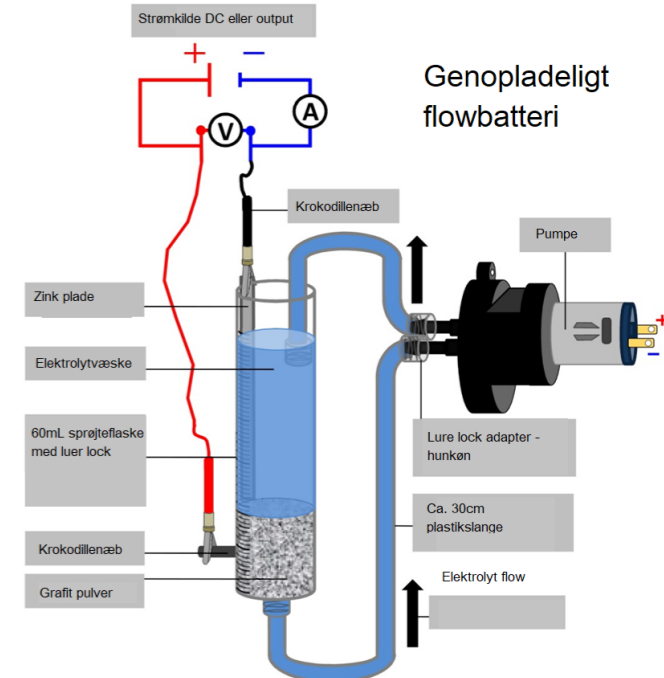 Strømkilde DC eller output
+
−
V
A
Genopladeligt
flowbatteri
Krokodillenæb
Pumpe
+
−
Zink plade
Elektrolytvæske
60mL sprøjteflaske
med luer lock
Lure lock adapter -
hunkøn
Ca. 30cm
plastikslange
Krokodillenæb
Grafit pulver
Elektrolyt flow